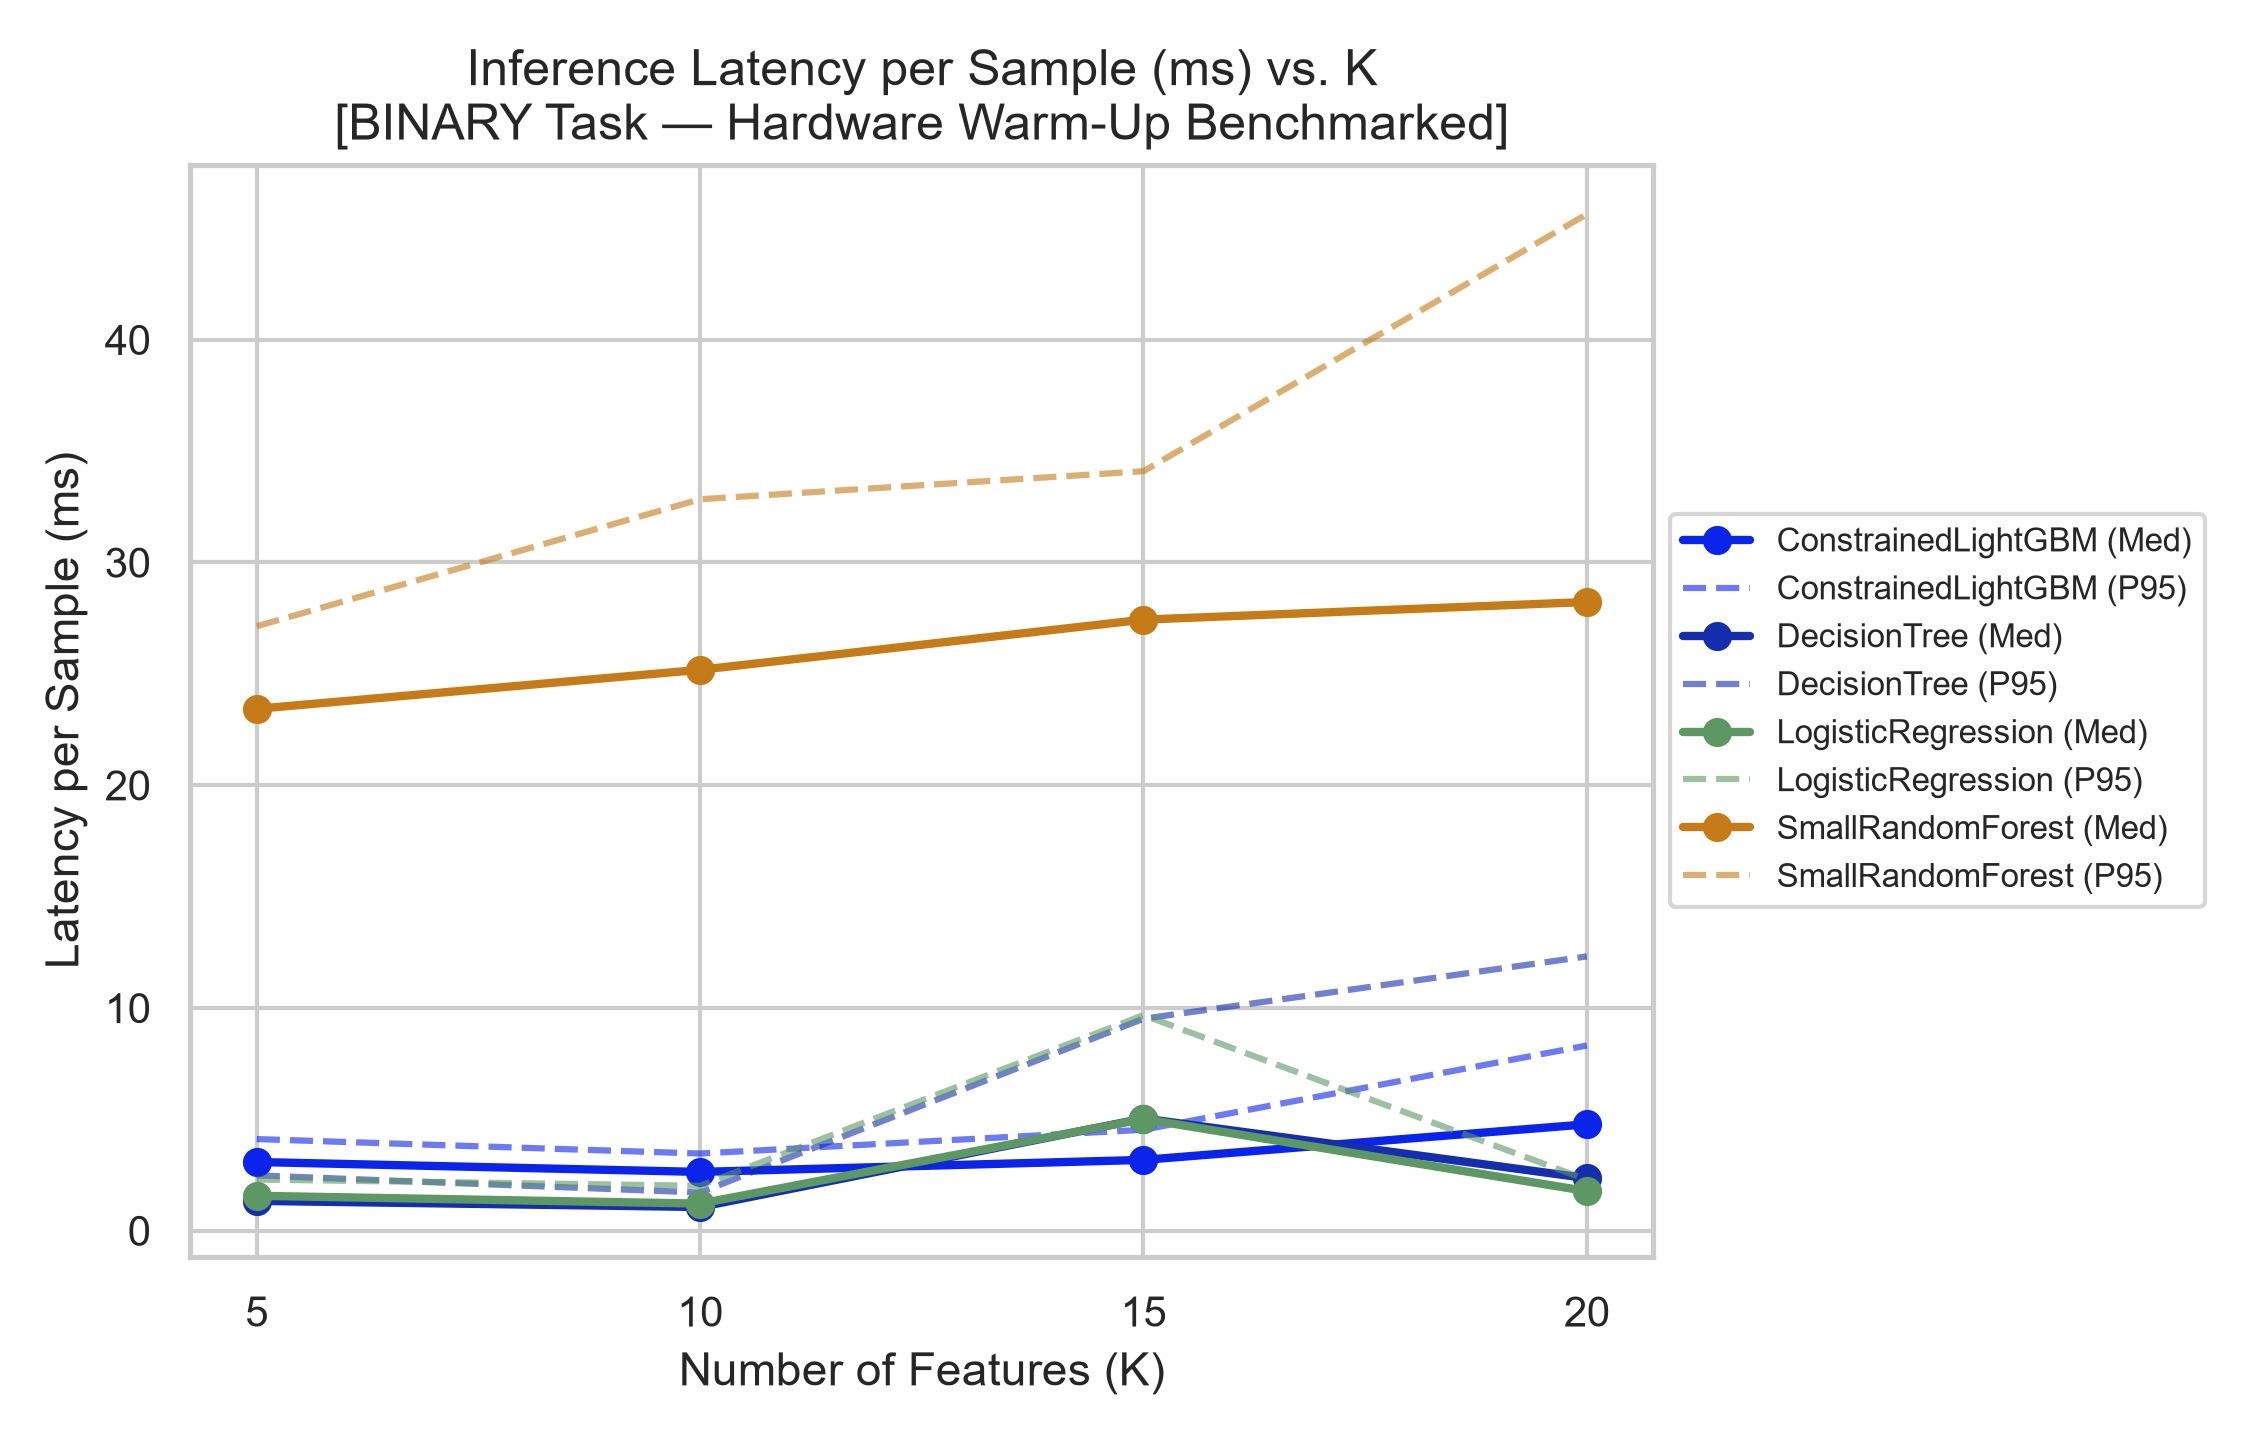 Inference Latency per Sample (ms) vs. K
[BINARY Task — Hardware Warm-Up Benchmarked]
Latency per Sample (ms)
40
30
20
10
0
5
10
15
20
Number of Features (K)
ConstrainedLightGBM (Med)
ConstrainedLightGBM (P95)
DecisionTree (Med)
DecisionTree (P95)
LogisticRegression (Med)
LogisticRegression (P95)
SmallRandomForest (Med)
SmallRandomForest (P95)